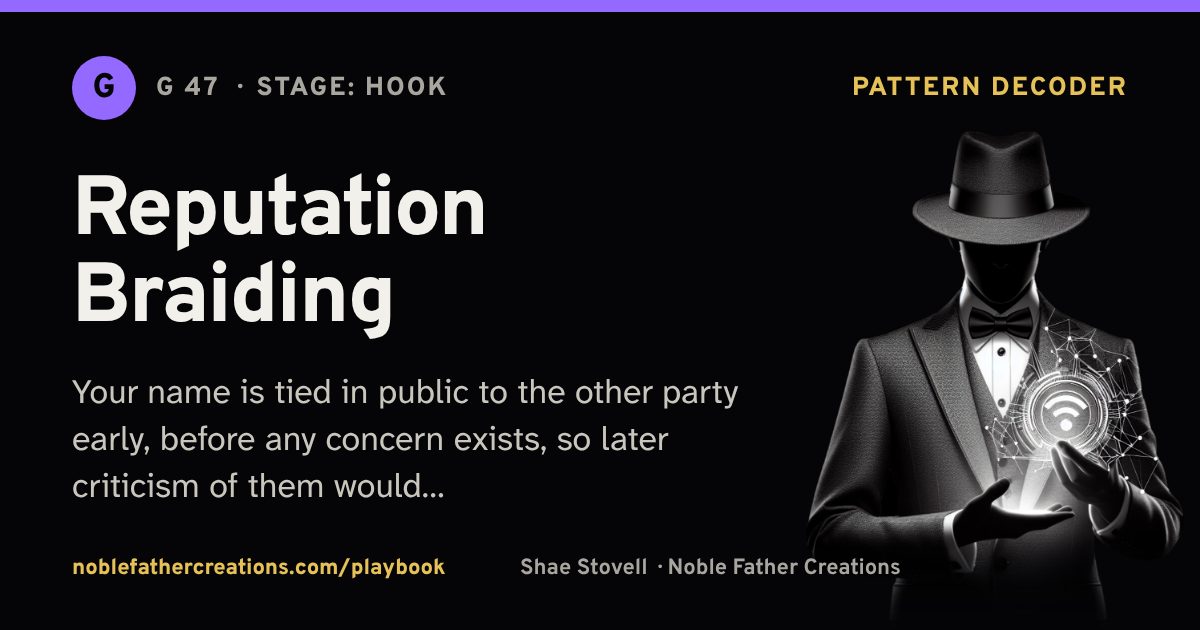 G
G 47 · STAGE: HOOK
PATTERN DECODER
Reputation
Braiding
Your name is tied in public to the other party
early, before any concern exists, so later
criticism of them would...
noblefathercreations.com/playbook
Shae Stovell · Noble Father Creations